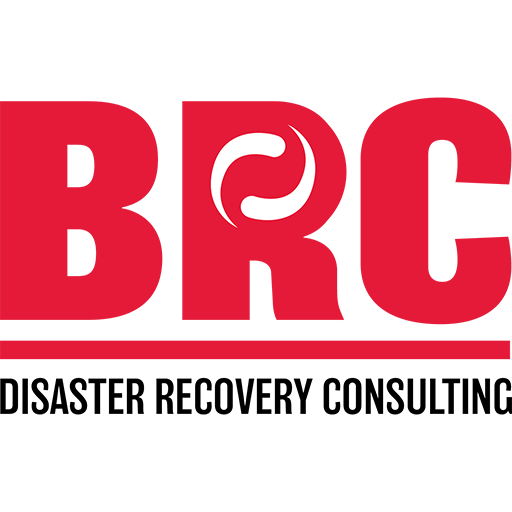 BRC
DISASTER RECOVERY CONSULTING